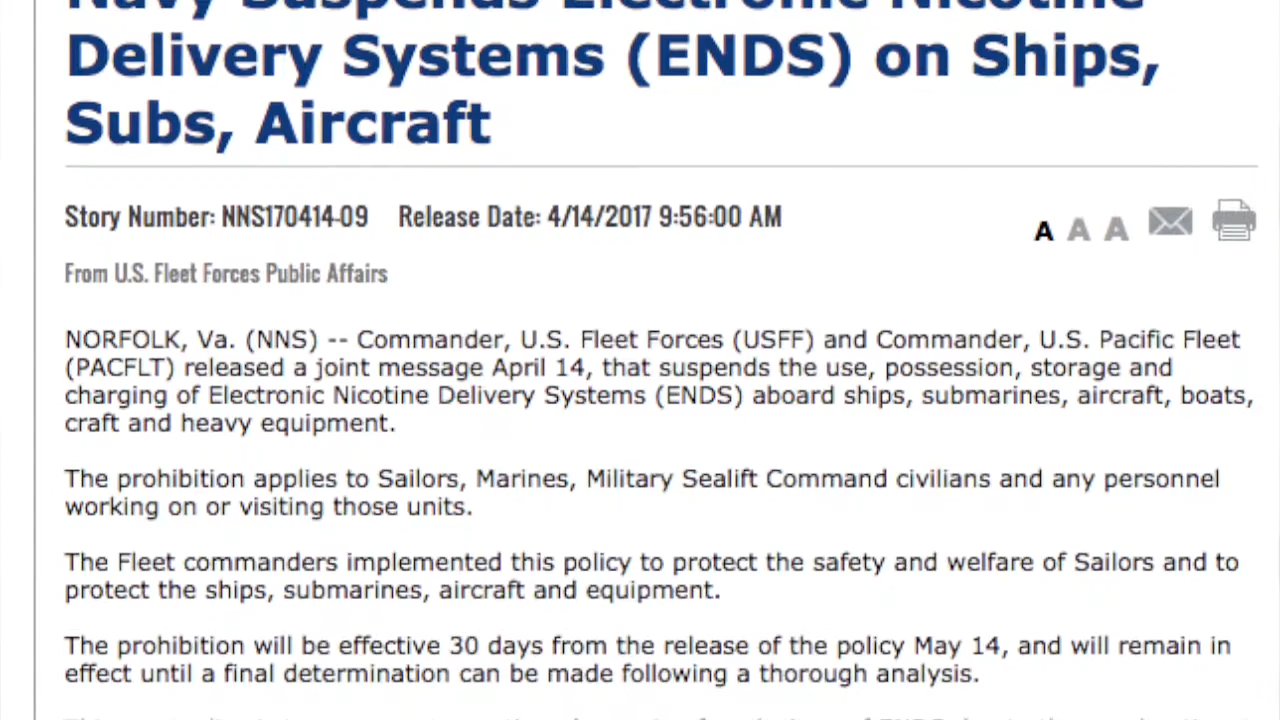 Navy Suspends Electronic Nicotine
Delivery Systems (ENDS) on Ships,
Subs, Aircraft
Story Number: NNS170414-09 Release Date: 4/14/2017 9:56:00 AM
A A A
From U.S. Fleet Forces Public Affairs
NORFOLK, Va. (NNS) -- Commander, U.S. Fleet Forces (USFF) and Commander, U.S. Pacific Fleet
(PACFLT) released a joint message April 14, that suspends the use, possession, storage and
charging of Electronic Nicotine Delivery Systems (ENDS) aboard ships, submarines, aircraft, boats,
craft and heavy equipment.
The prohibition applies to Sailors, Marines, Military Sealift Command civilians and any personnel
working on or visiting those units.
The Fleet commanders implemented this policy to protect the safety and welfare of Sailors and to
protect the ships, submarines, aircraft and equipment.
The prohibition will be effective 30 days from the release of the policy May 14, and will remain in
effect until a final determination can be made following a thorough analysis.